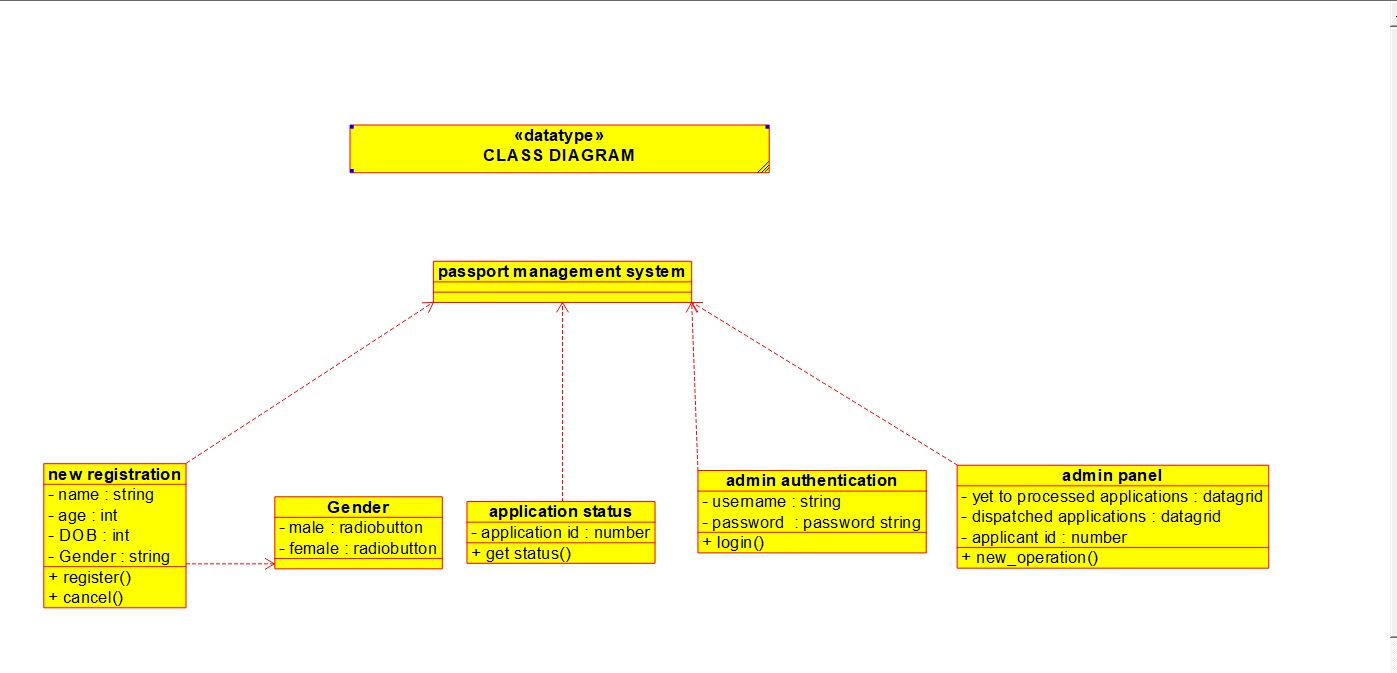 «datatype»
CLASS DIAGRAM
passport management system
new registration
- name : string
- age : int
- DOB : int
- Gender : string
+ register()
+ cancel()
Gender
- male : radiobutton
- female : radiobutton
application status
- application id : number
+ get status()
admin authentication
- username : string
- password : password string
+ login()
admin panel
- yet to processed applications : datagrid
- dispatched applications : datagrid
- applicant id : number
+ new_operation()